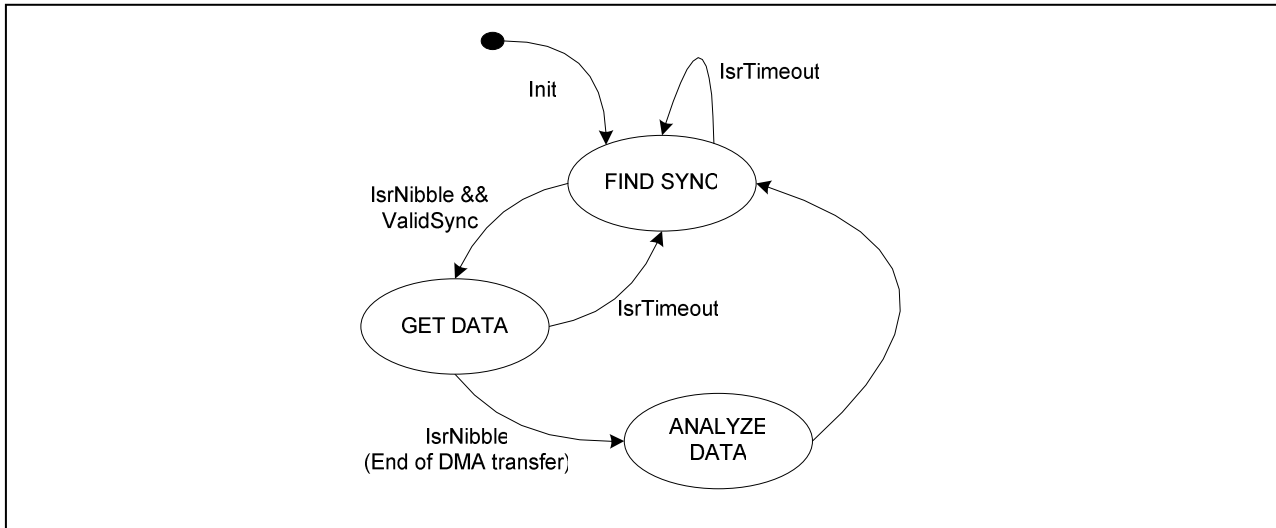 Init
IsrTimeout
FIND SYNC
IsrNibble &&
ValidSync
IsrTimeout
GET DATA
IsrNibble
(End of DMA transfer)
ANALYZE
DATA